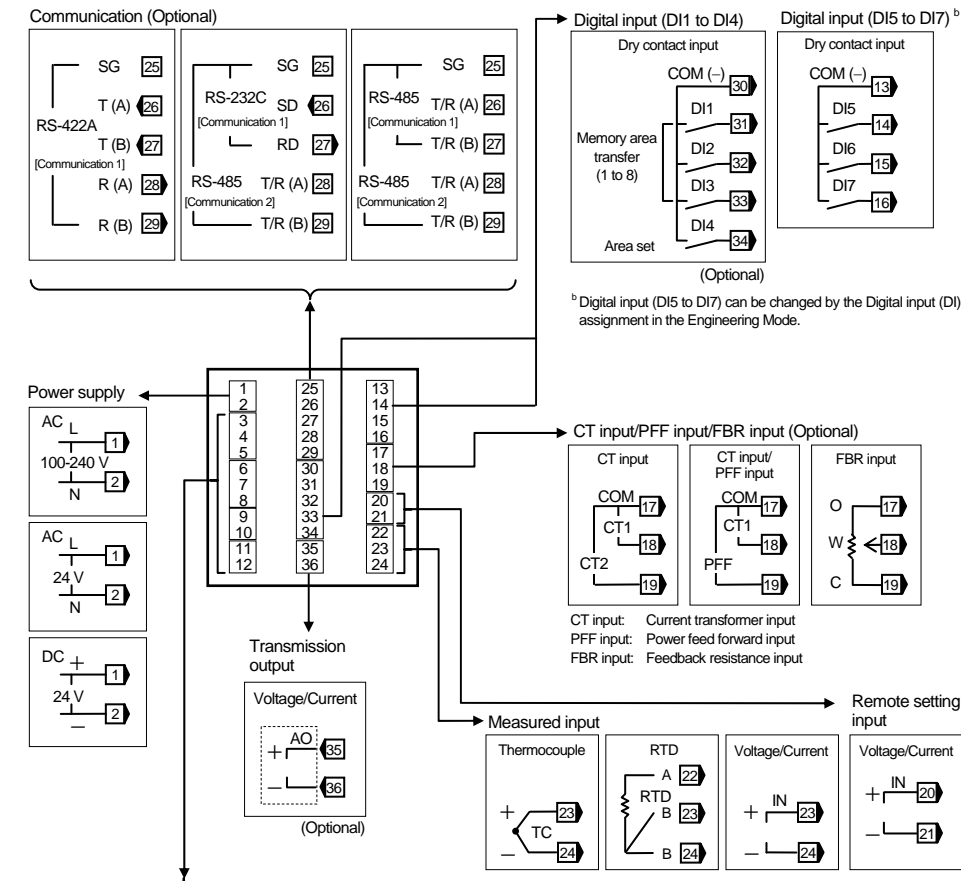 Communication (Optional)
SG 25
T (A) 26
RS-422A
T (B) 27
[Communication 1]
R (A) 28
R (B) 29
SG 25
RS-232C
SD 26
[Communication 1]
RD 27
RS-485
T/R (A) 28
[Communication 2]
T/R (B) 29
SG 25
RS-485
T/R (A) 26
[Communication 1]
T/R (B) 27
RS-485
T/R (A) 28
[Communication 2]
T/R (B) 29
Digital input (DI1 to DI4)
Dry contact input
COM (−) 30
DI1 31
Memory area
transfer
(1 to 8)
DI2 32
DI3 33
DI4 34
Area set
(Optional)
Digital input (DI5 to DI7) b
Dry contact input
COM (−) 13
DI5 14
DI6 15
DI7 16
b Digital input (DI5 to DI7) can be changed by the Digital input (DI)
assignment in the Engineering Mode.
Power supply
AC L 1
100-240 V
N 2
AC L 1
24 V
N 2
DC + 1
24 V
− 2
1 25 13
2 26 14
3 27 15
4 28 16
5 29 17
6 30 18
7 31 19
8 32 20
9 33 21
10 34 22
11 35 23
12 36 24
CT input/PFF input/FBR input (Optional)
CT input
COM 17
CT1 18
CT2 19
CT input/
PFF input
COM 17
CT1 18
PFF 19
FBR input
O 17
W 18
C 19
CT input: Current transformer input
PFF input: Power feed forward input
FBR input: Feedback resistance input
Transmission
output
Voltage/Current
+ AO 35
− 36
(Optional)
Measured input
Thermocouple
+ 23
TC
− 24
RTD
A 22
RTD
B 23
B 24
Voltage/Current
+ IN 23
− 24
Remote setting
input
Voltage/Current
+ IN 20
− 21